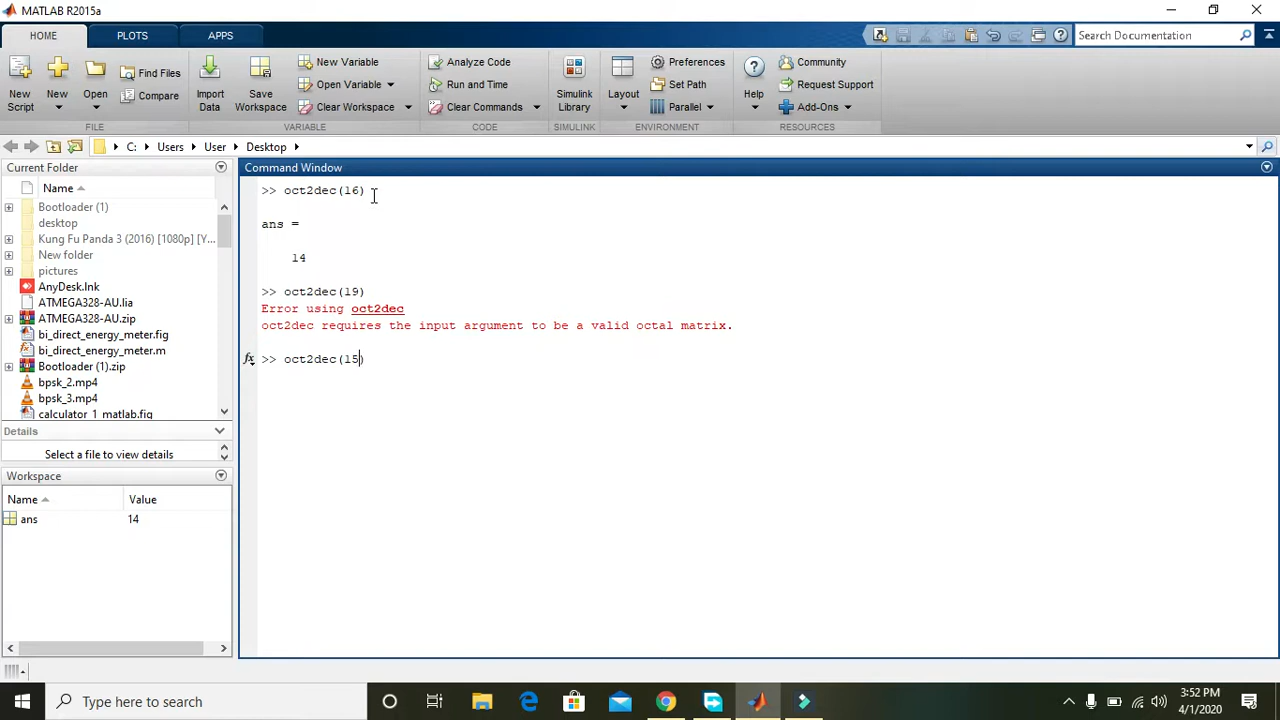 MATLAB R2015a
HOME PLOTS APPS
Search Documentation
New Script
New
Open
Find Files
Compare
Import Data
Save Workspace
New Variable
Open Variable
Clear Workspace
Analyze Code
Run and Time
Clear Commands
Simulink Library
Layout
Preferences
Set Path
Parallel
Help
Community
Request Support
Add-Ons
FILE VARIABLE CODE SIMULINK ENVIRONMENT RESOURCES
C: Users User Desktop
Current Folder
Name
Bootloader (1)
desktop
Kung Fu Panda 3 (2016) [1080p] [Y...
New folder
pictures
AnyDesk.lnk
ATMEGA328-AU.lia
ATMEGA328-AU.zip
bi_direct_energy_meter.fig
bi_direct_energy_meter.m
Bootloader (1).zip
bpsk_2.mp4
bpsk_3.mp4
calculator_1_matlab.fig
Details
Select a file to view details
Workspace
Name Value
ans 14
Command Window
>> oct2dec(16)
ans =
14
>> oct2dec(19)
Error using oct2dec
oct2dec requires the input argument to be a valid octal matrix.
fx >> oct2dec(15)
Type here to search
3:52 PM
4/1/2020